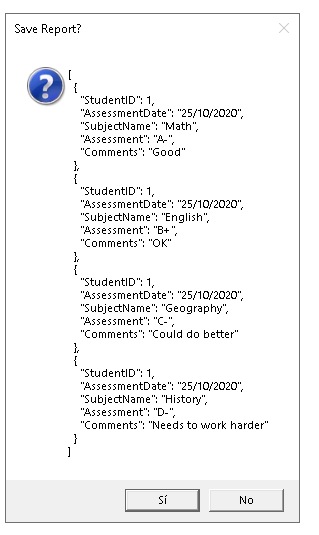 Save Report?
[
{
"StudentID": 1,
"AssessmentDate": "25/10/2020",
"SubjectName": "Math",
"Assessment": "A-",
"Comments": "Good"
},
{
"StudentID": 1,
"AssessmentDate": "25/10/2020",
"SubjectName": "English",
"Assessment": "B+",
"Comments": "OK"
},
{
"StudentID": 1,
"AssessmentDate": "25/10/2020",
"SubjectName": "Geography",
"Assessment": "C-",
"Comments": "Could do better"
},
{
"StudentID": 1,
"AssessmentDate": "25/10/2020",
"SubjectName": "History",
"Assessment": "D-",
"Comments": "Needs to work harder"
}
]
Sí No